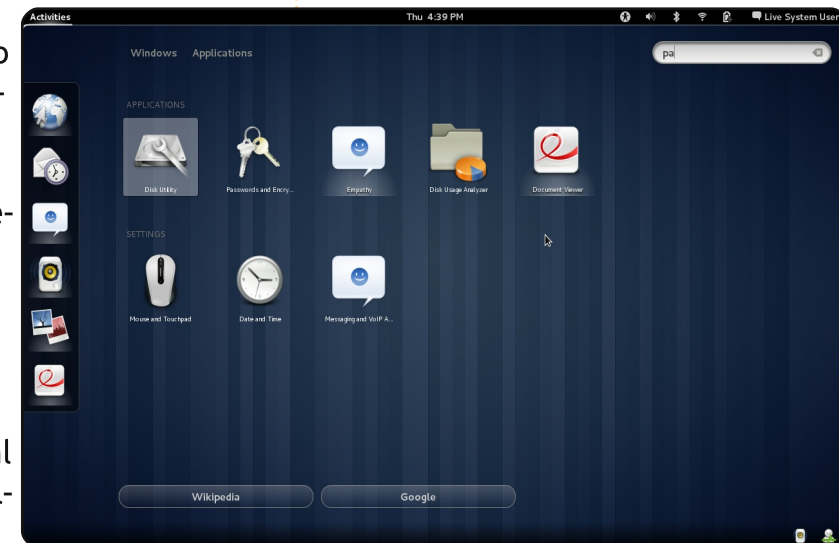 Activities Thu 4:39 PM Live System User
Windows Applications pa
APPLICATIONS
Disk Utility Passwords and Encry... Empathy Disk Usage Analyzer Document Viewer
SETTINGS
Mouse and Touchpad Date and Time Messaging and VoIP A...
Wikipedia Google